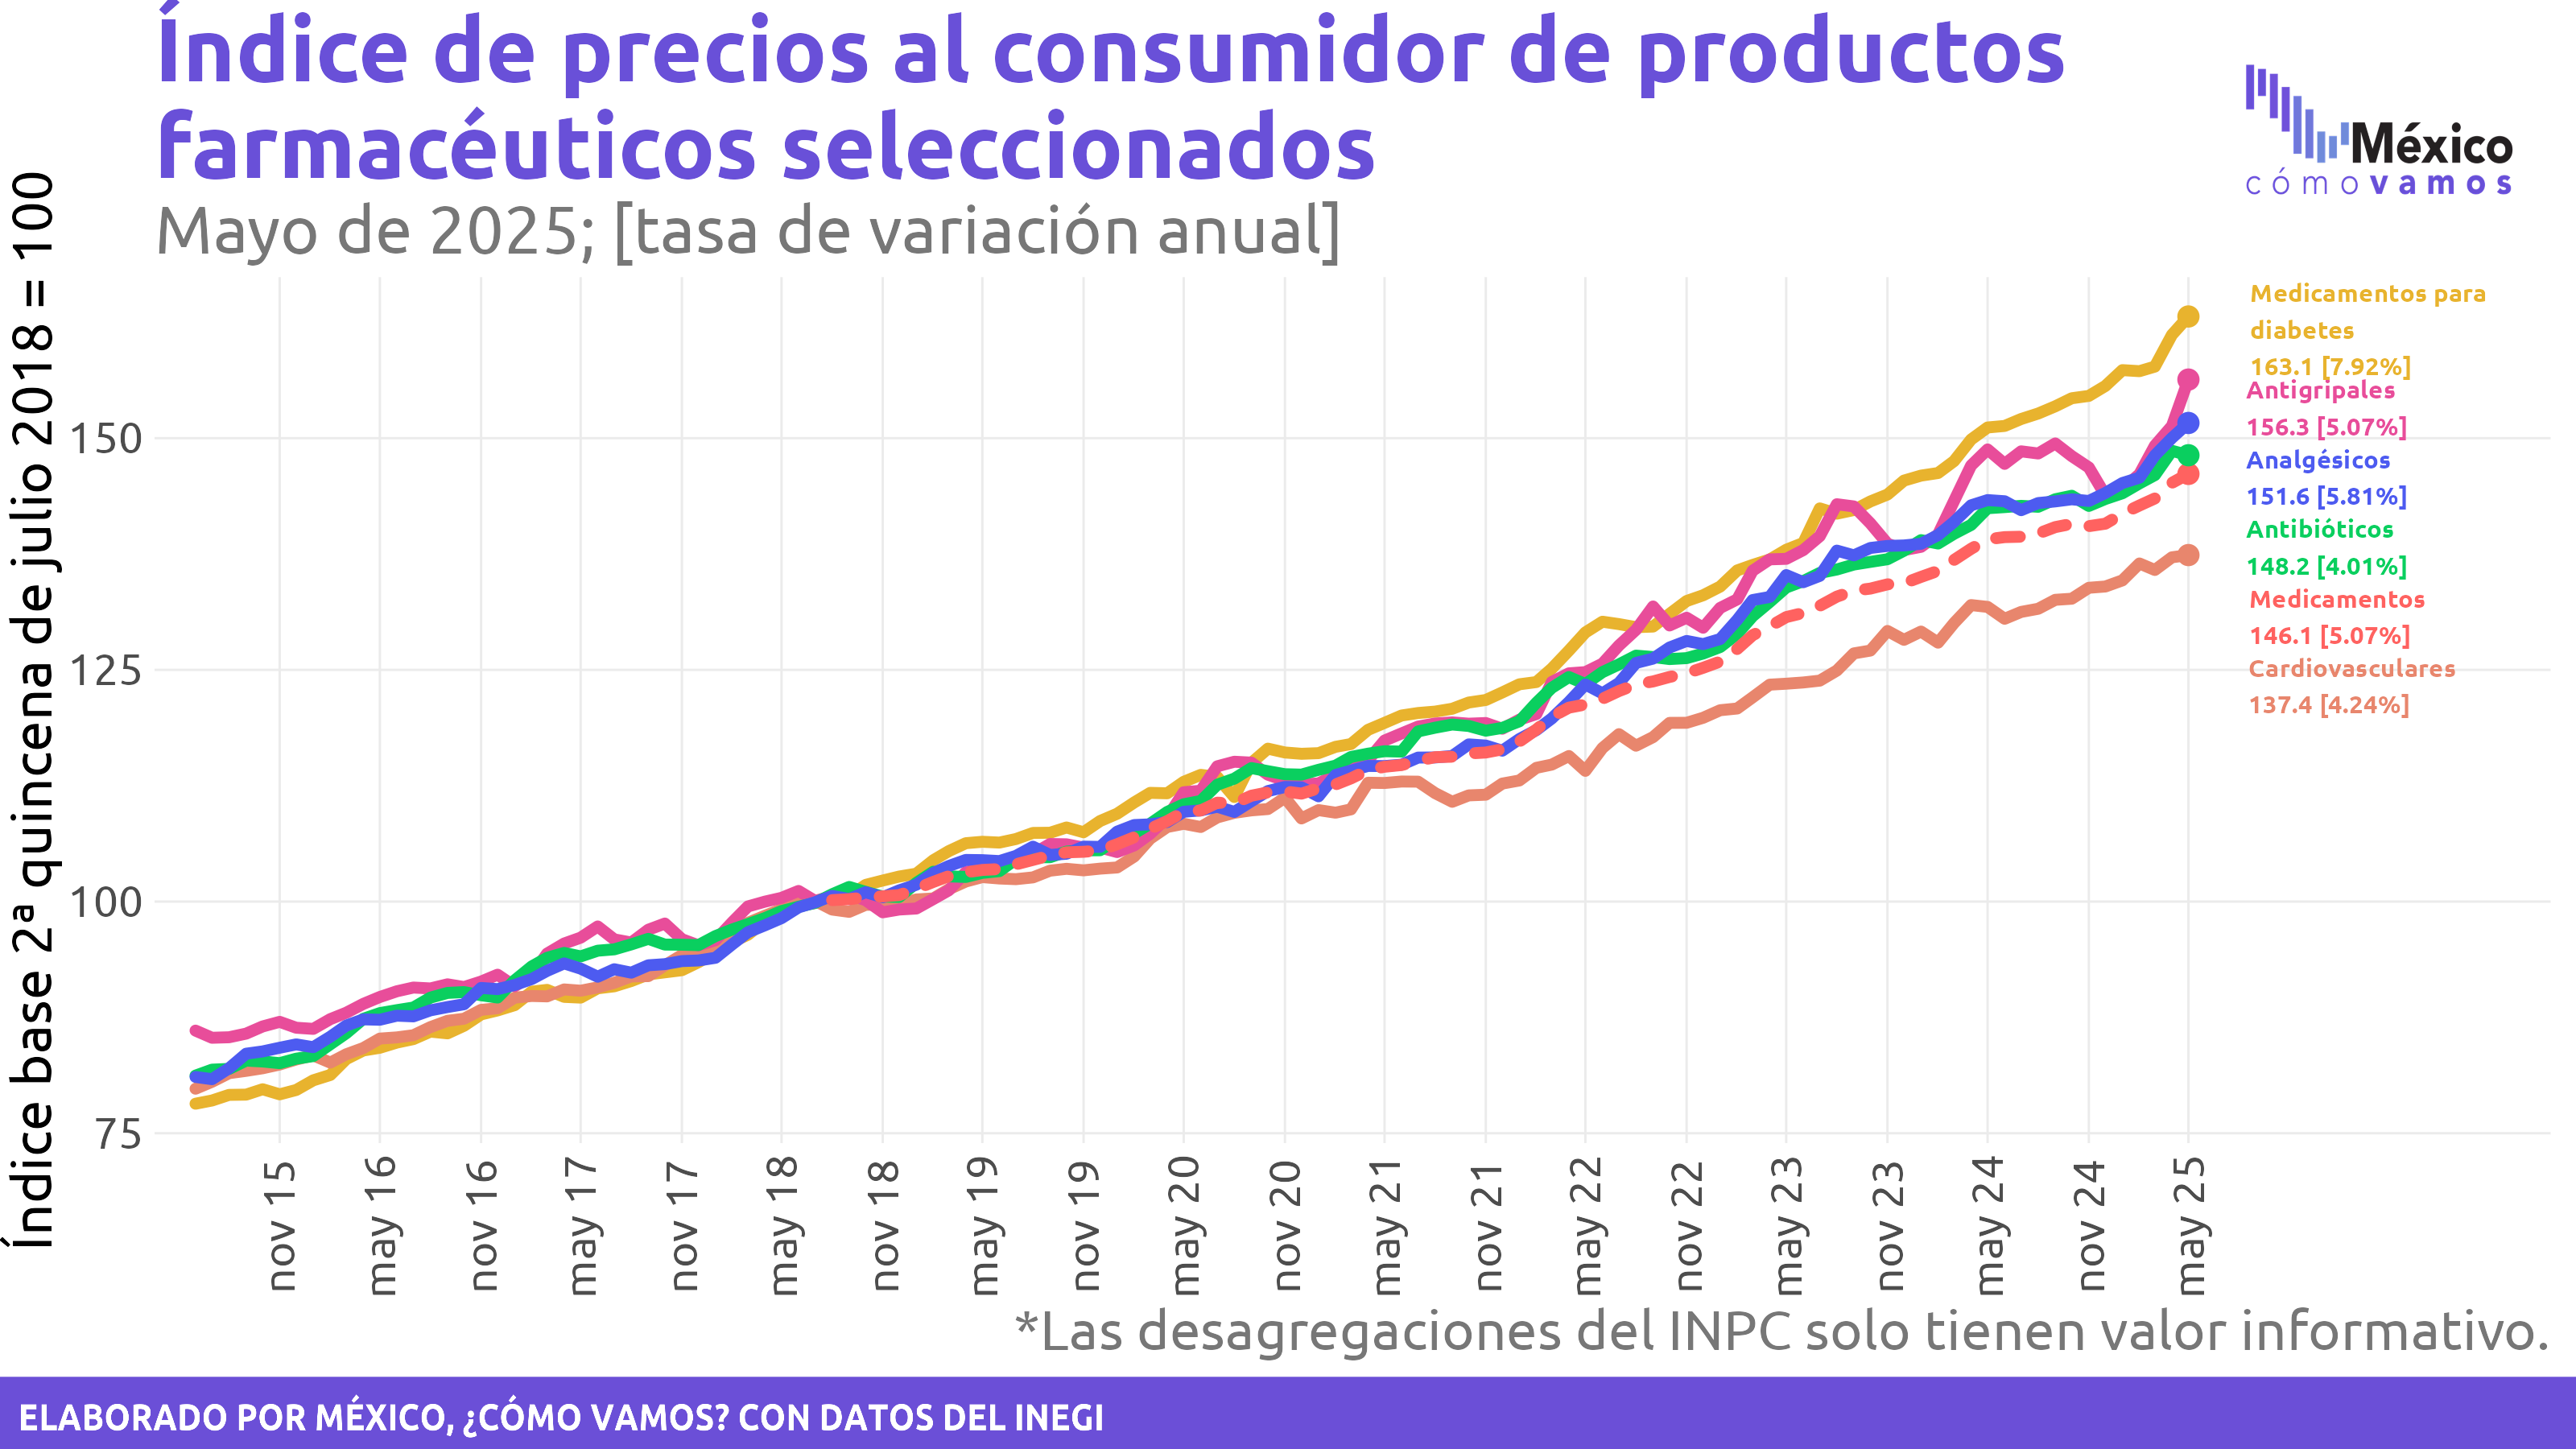 Índice de precios al consumidor de productos
farmacéuticos seleccionados
Mayo de 2025; [tasa de variación anual]
México
cómo vamos
Índice base 2ª quincena de julio 2018 = 100
150
125
100
75
Medicamentos para
diabetes
163.1 [7.92%]
Antigripales
156.3 [5.07%]
Analgésicos
151.6 [5.81%]
Antibióticos
148.2 [4.01%]
Medicamentos
146.1 [5.07%]
Cardiovasculares
137.4 [4.24%]
nov 15
may 16
nov 16
may 17
nov 17
may 18
nov 18
may 19
nov 19
may 20
nov 20
may 21
nov 21
may 22
nov 22
may 23
nov 23
may 24
nov 24
may 25
*Las desagregaciones del INPC solo tienen valor informativo.
ELABORADO POR MÉXICO, ¿CÓMO VAMOS? CON DATOS DEL INEGI